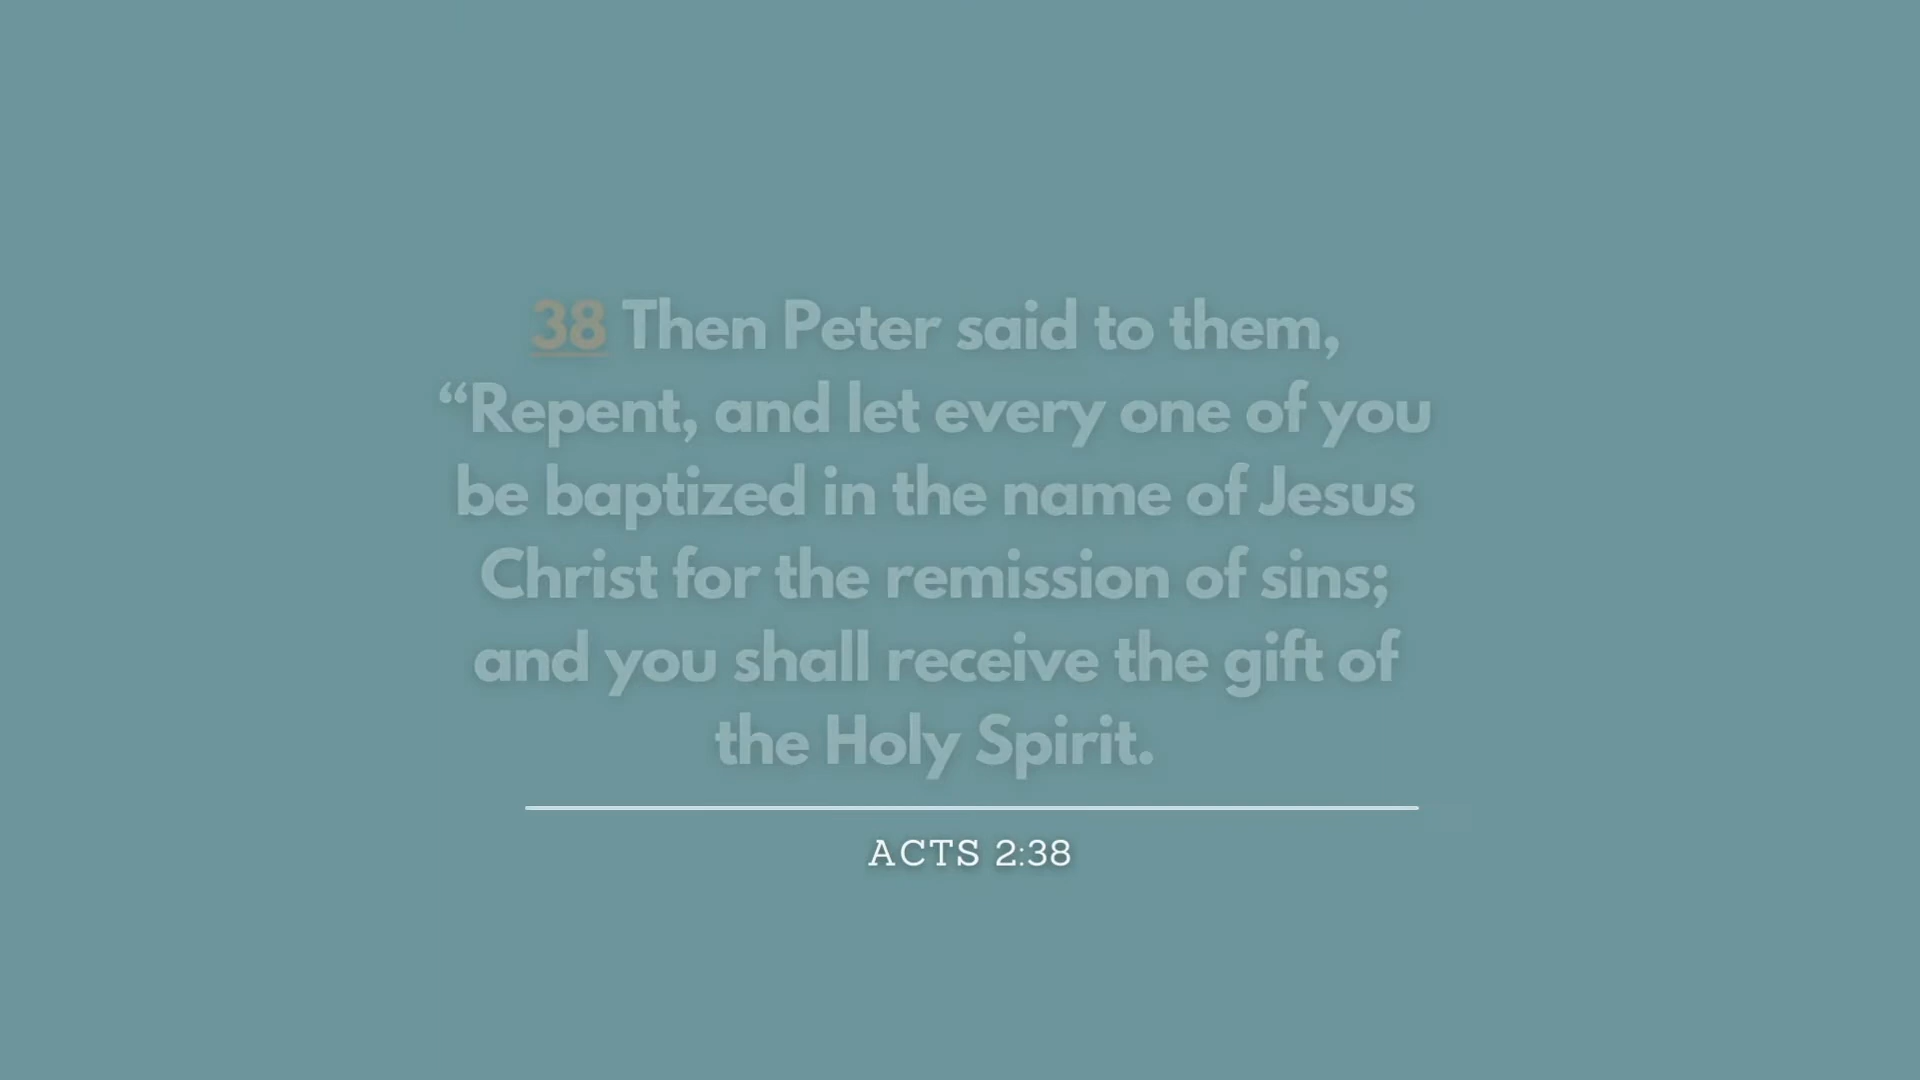 38 Then Peter said to them,
“Repent, and let every one of you
be baptized in the name of Jesus
Christ for the remission of sins;
and you shall receive the gift of
the Holy Spirit.
ACTS 2:38